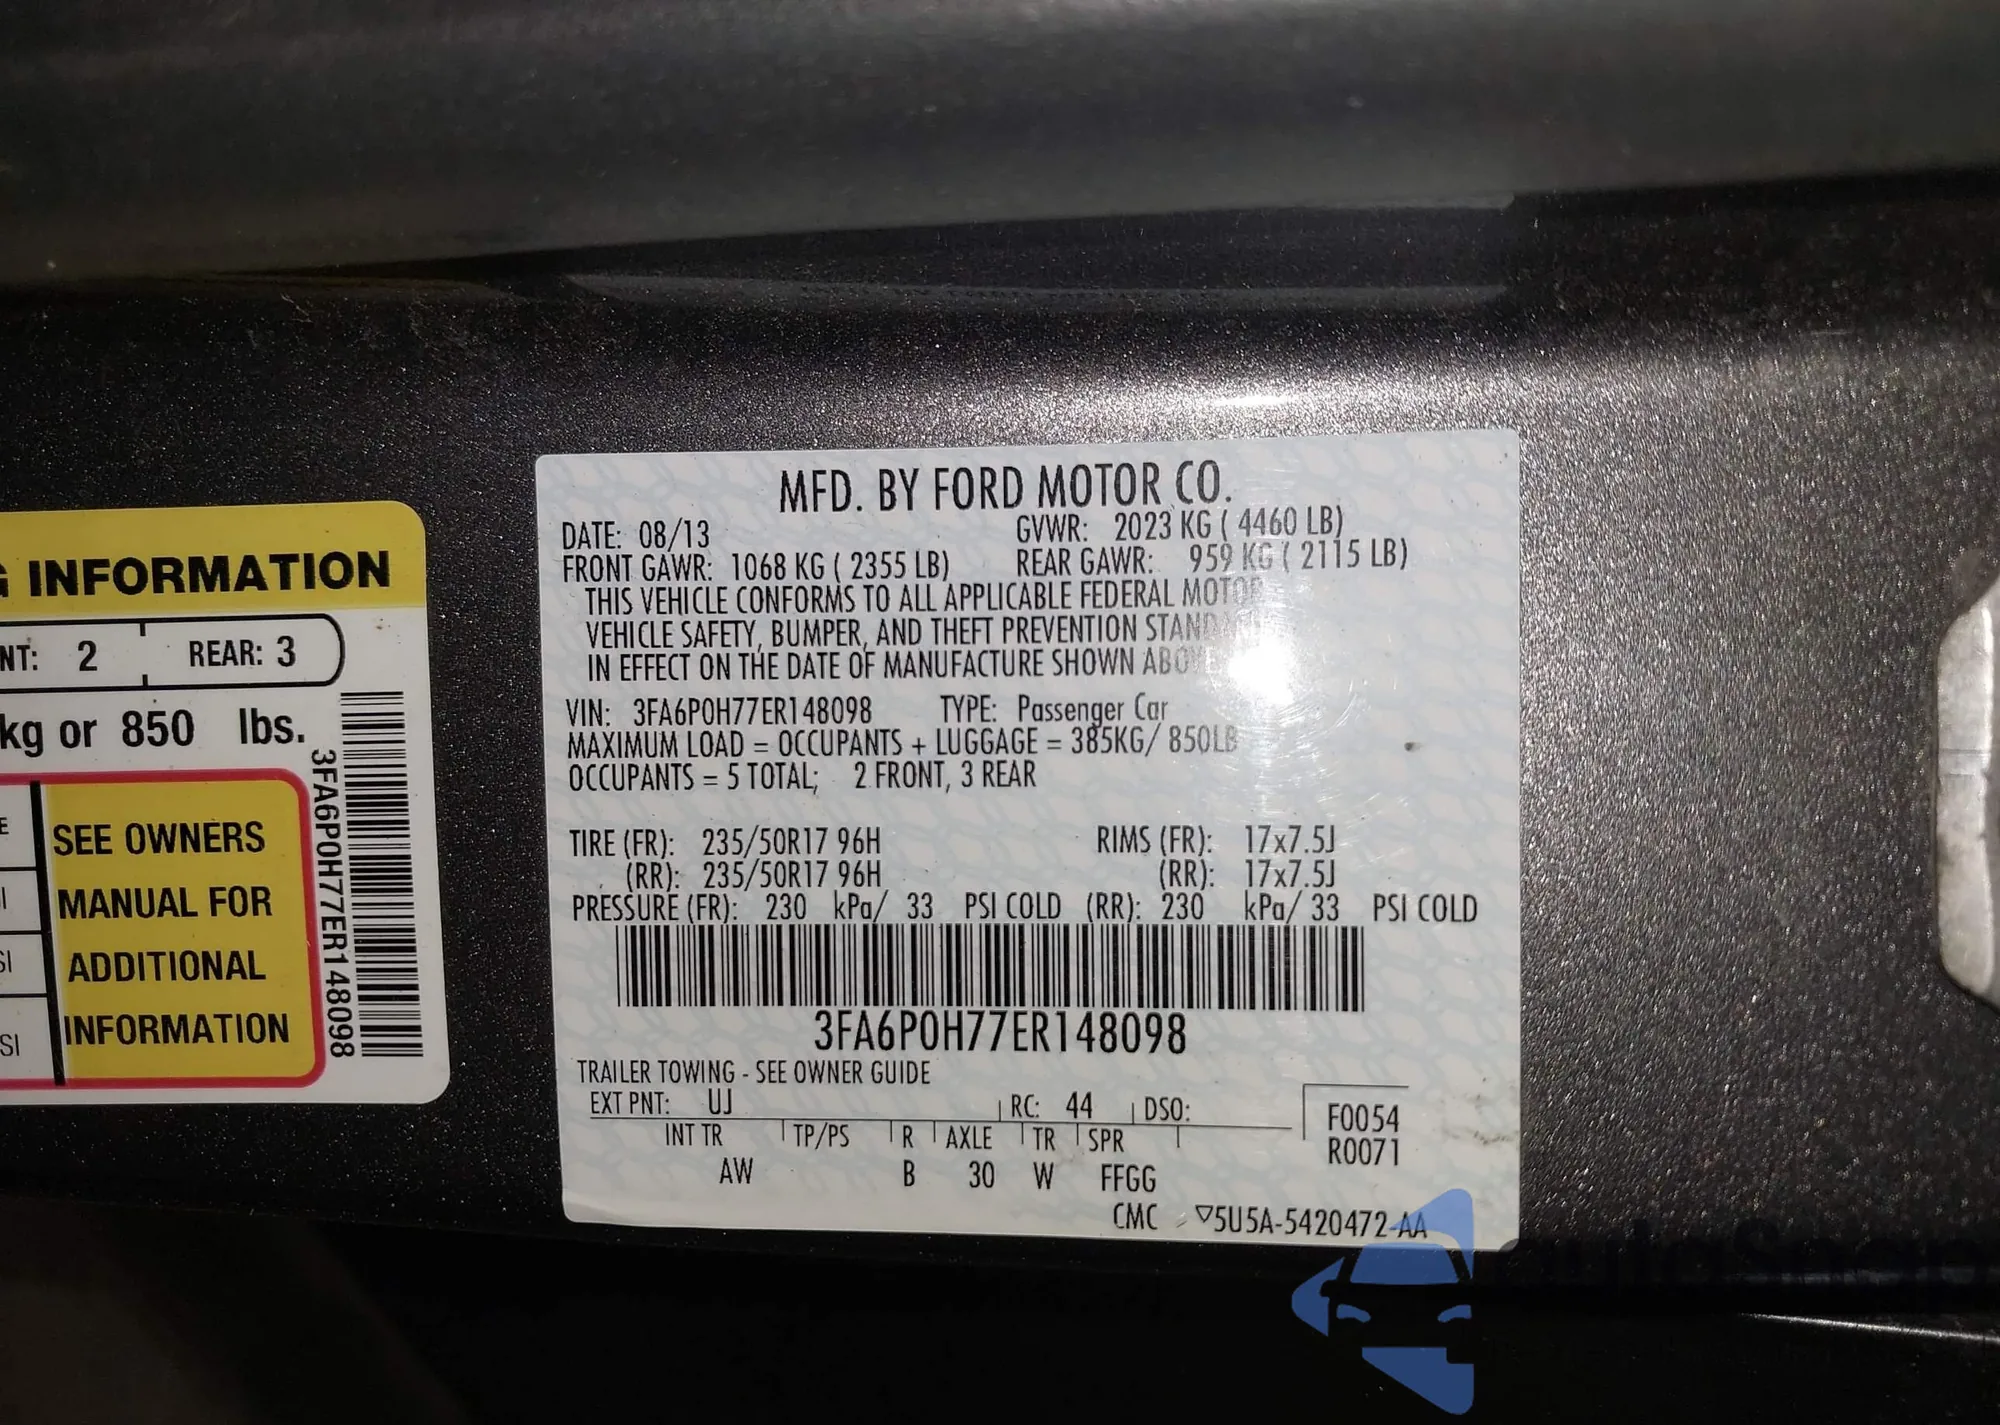 G INFORMATION
NT: 2 REAR: 3
kg or 850 lbs.
SEE OWNERS
MANUAL FOR
ADDITIONAL
INFORMATION
3FA6P0H77ER148098
MFD. BY FORD MOTOR CO.
DATE: 08/13 GVWR: 2023 KG ( 4460 LB)
FRONT GAWR: 1068 KG ( 2355 LB) REAR GAWR: 959 KG ( 2115 LB)
THIS VEHICLE CONFORMS TO ALL APPLICABLE FEDERAL MOTOR
VEHICLE SAFETY, BUMPER, AND THEFT PREVENTION STANDARDS
IN EFFECT ON THE DATE OF MANUFACTURE SHOWN ABOVE
VIN: 3FA6P0H77ER148098 TYPE: Passenger Car
MAXIMUM LOAD = OCCUPANTS + LUGGAGE = 385KG/ 850LB
OCCUPANTS = 5 TOTAL; 2 FRONT, 3 REAR
TIRE (FR): 235/50R17 96H RIMS (FR): 17x7.5J
(RR): 235/50R17 96H (RR): 17x7.5J
PRESSURE (FR): 230 kPa/ 33 PSI COLD (RR): 230 kPa/ 33 PSI COLD
3FA6P0H77ER148098
TRAILER TOWING - SEE OWNER GUIDE
EXT PNT: UJ RC: 44 DSO:
F0054
R0071
INT TR TP/PS R AXLE TR SPR
AW B 30 W FFGG
CMC ▽5U5A-5420472-AA
autoSnap